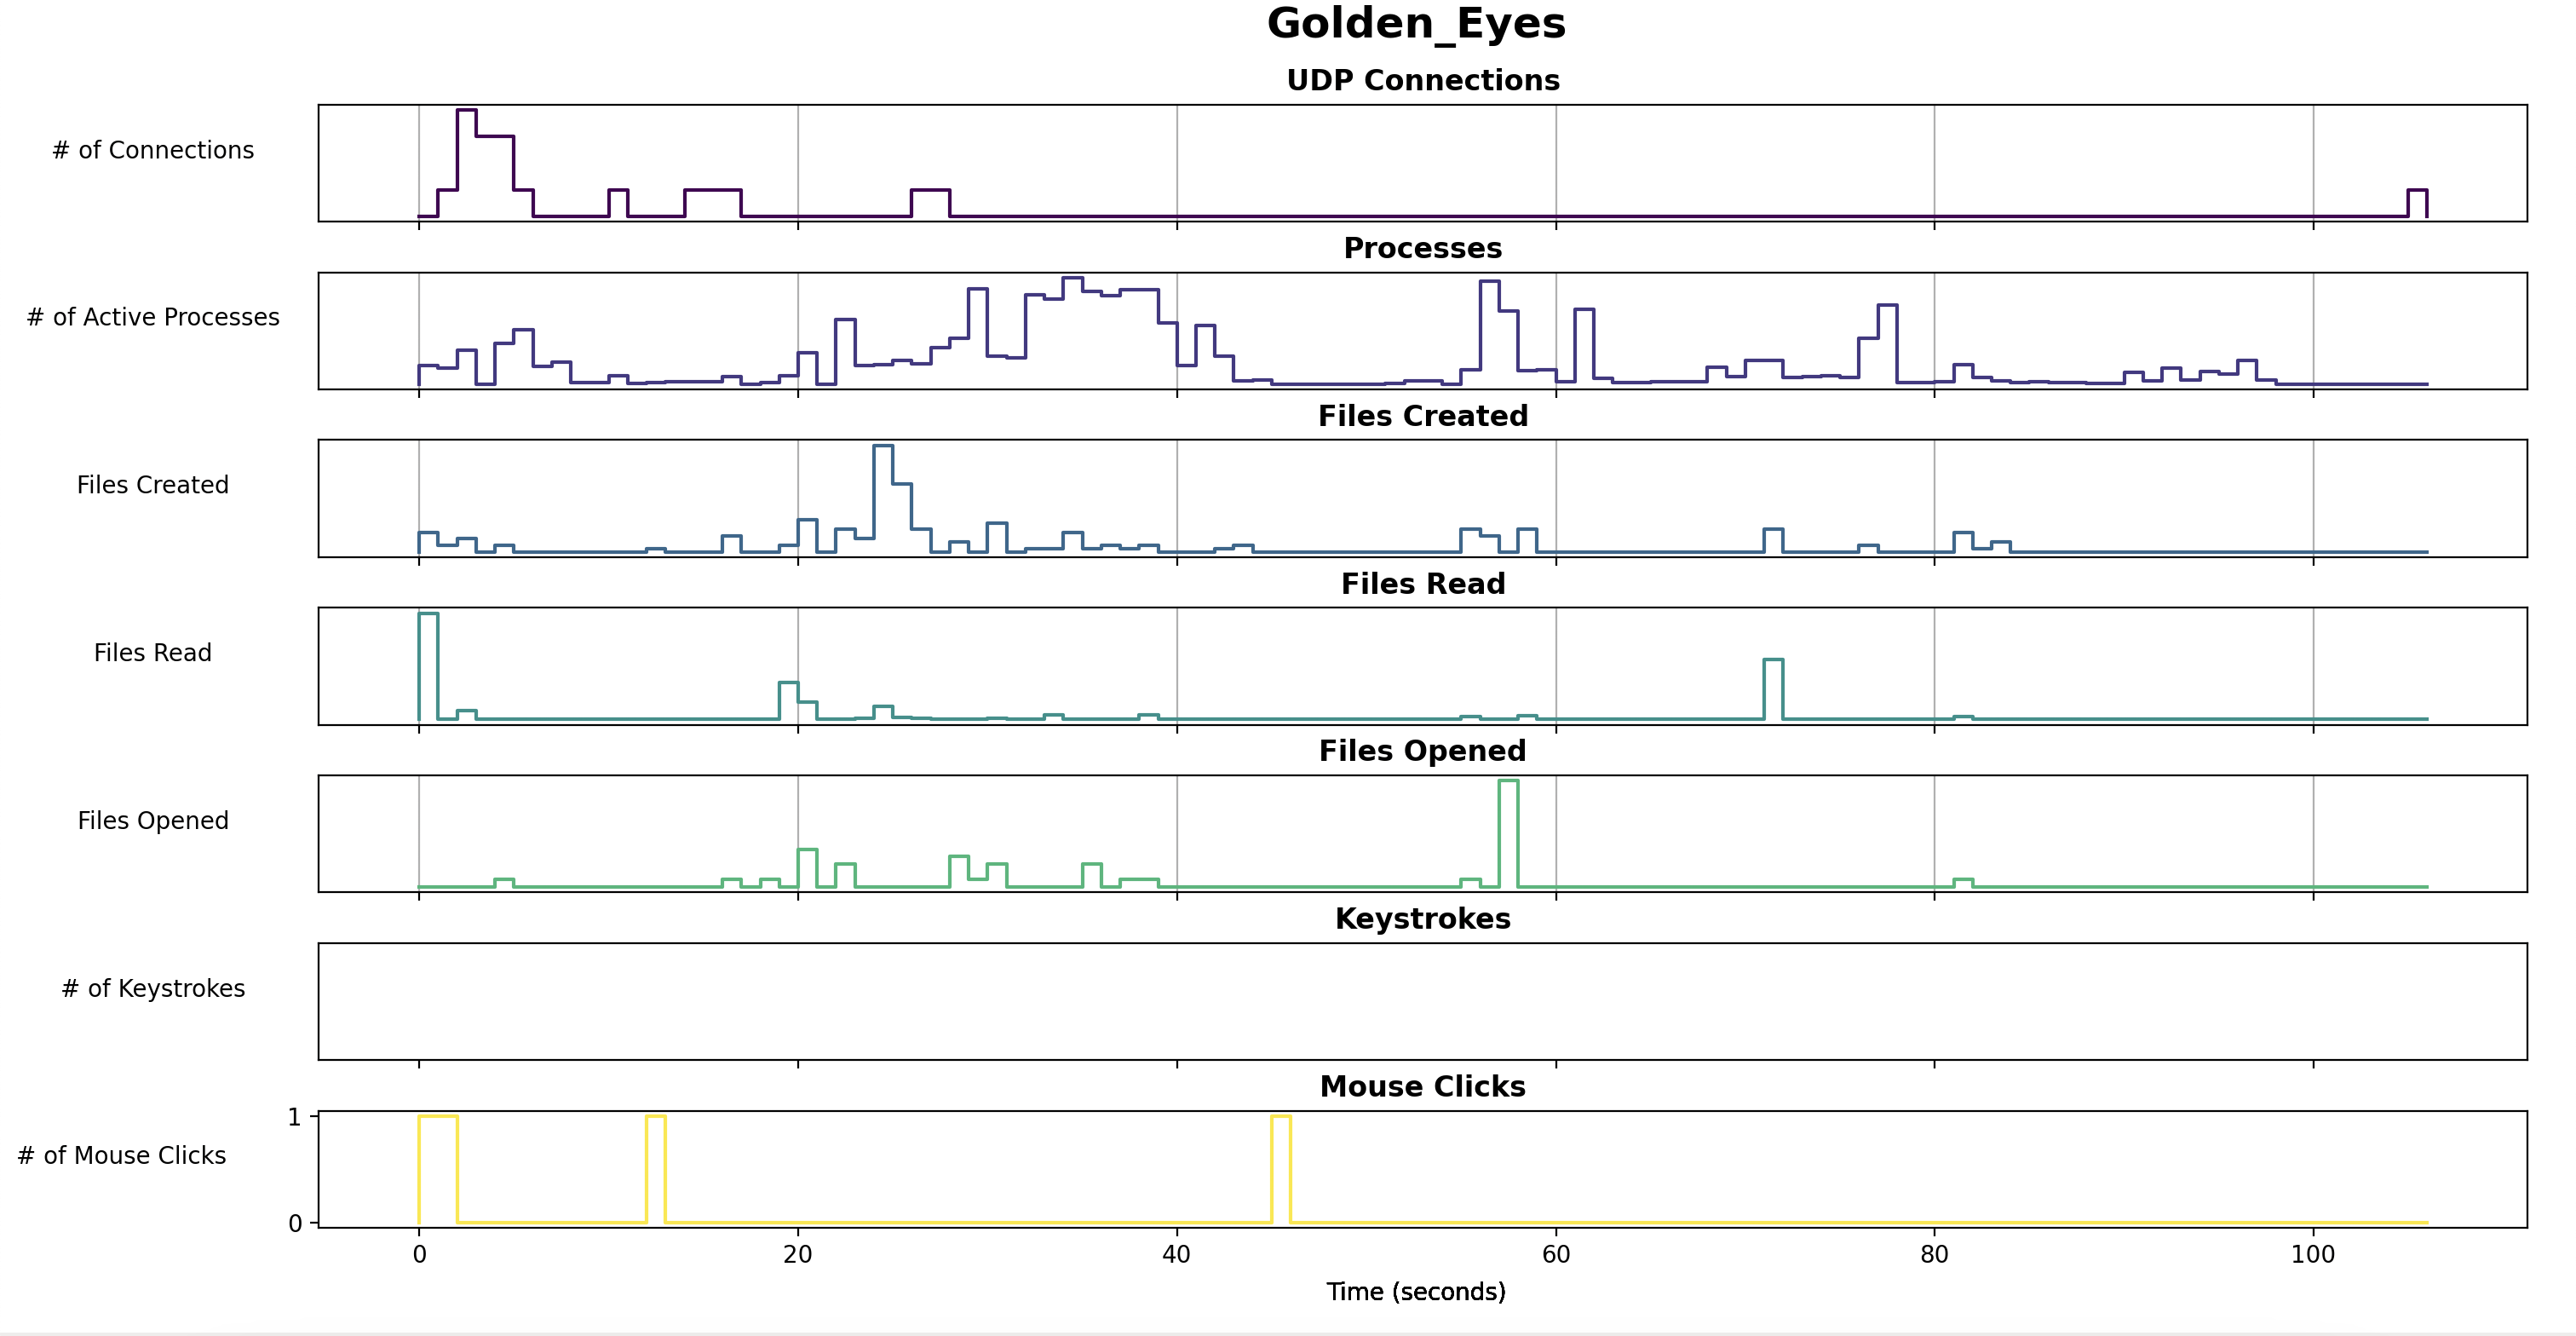 Golden_Eyes
UDP Connections
# of Connections
Processes
# of Active Processes
Files Created
Files Created
Files Read
Files Read
Files Opened
Files Opened
Keystrokes
# of Keystrokes
Mouse Clicks
1
# of Mouse Clicks
0
0 20 40 60 80 100
Time (seconds)